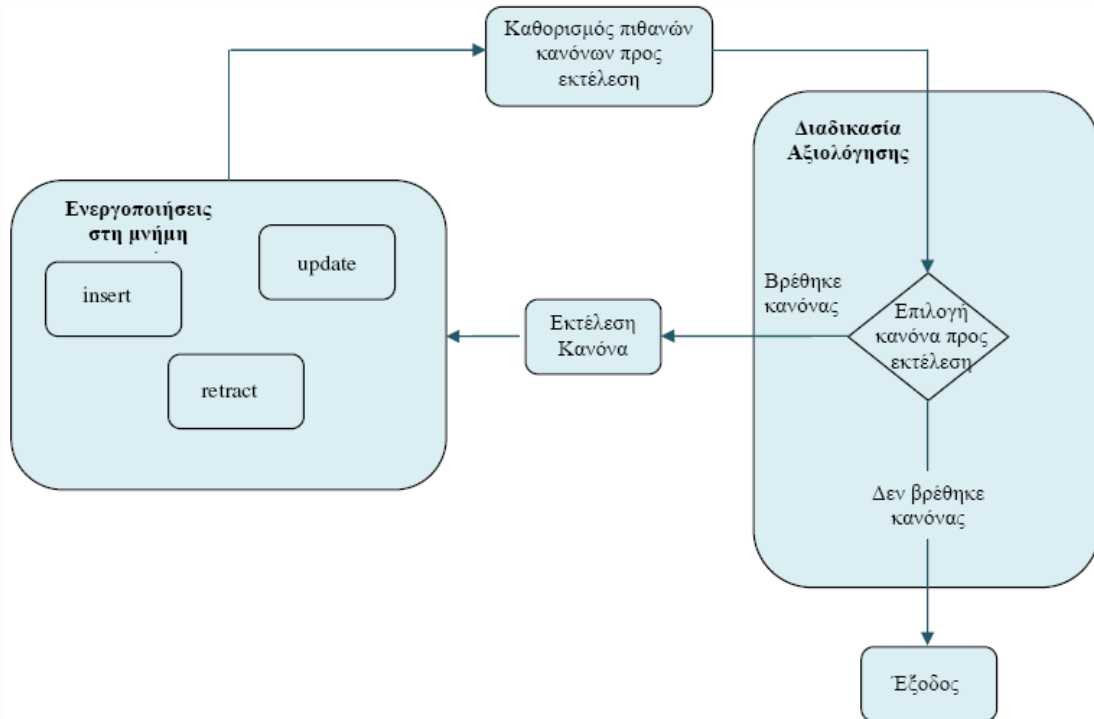 Καθορισμός πιθανών
κανόνων προς
εκτέλεση
Διαδικασία
Αξιολόγησης
Ενεργοποιήσεις
στη μνήμη
update
insert
retract
Εκτέλεση
Κανόνα
Βρέθηκε
κανόνας
Επιλογή
κανόνα προς
εκτέλεση
Δεν βρέθηκε
κανόνας
Έξοδος